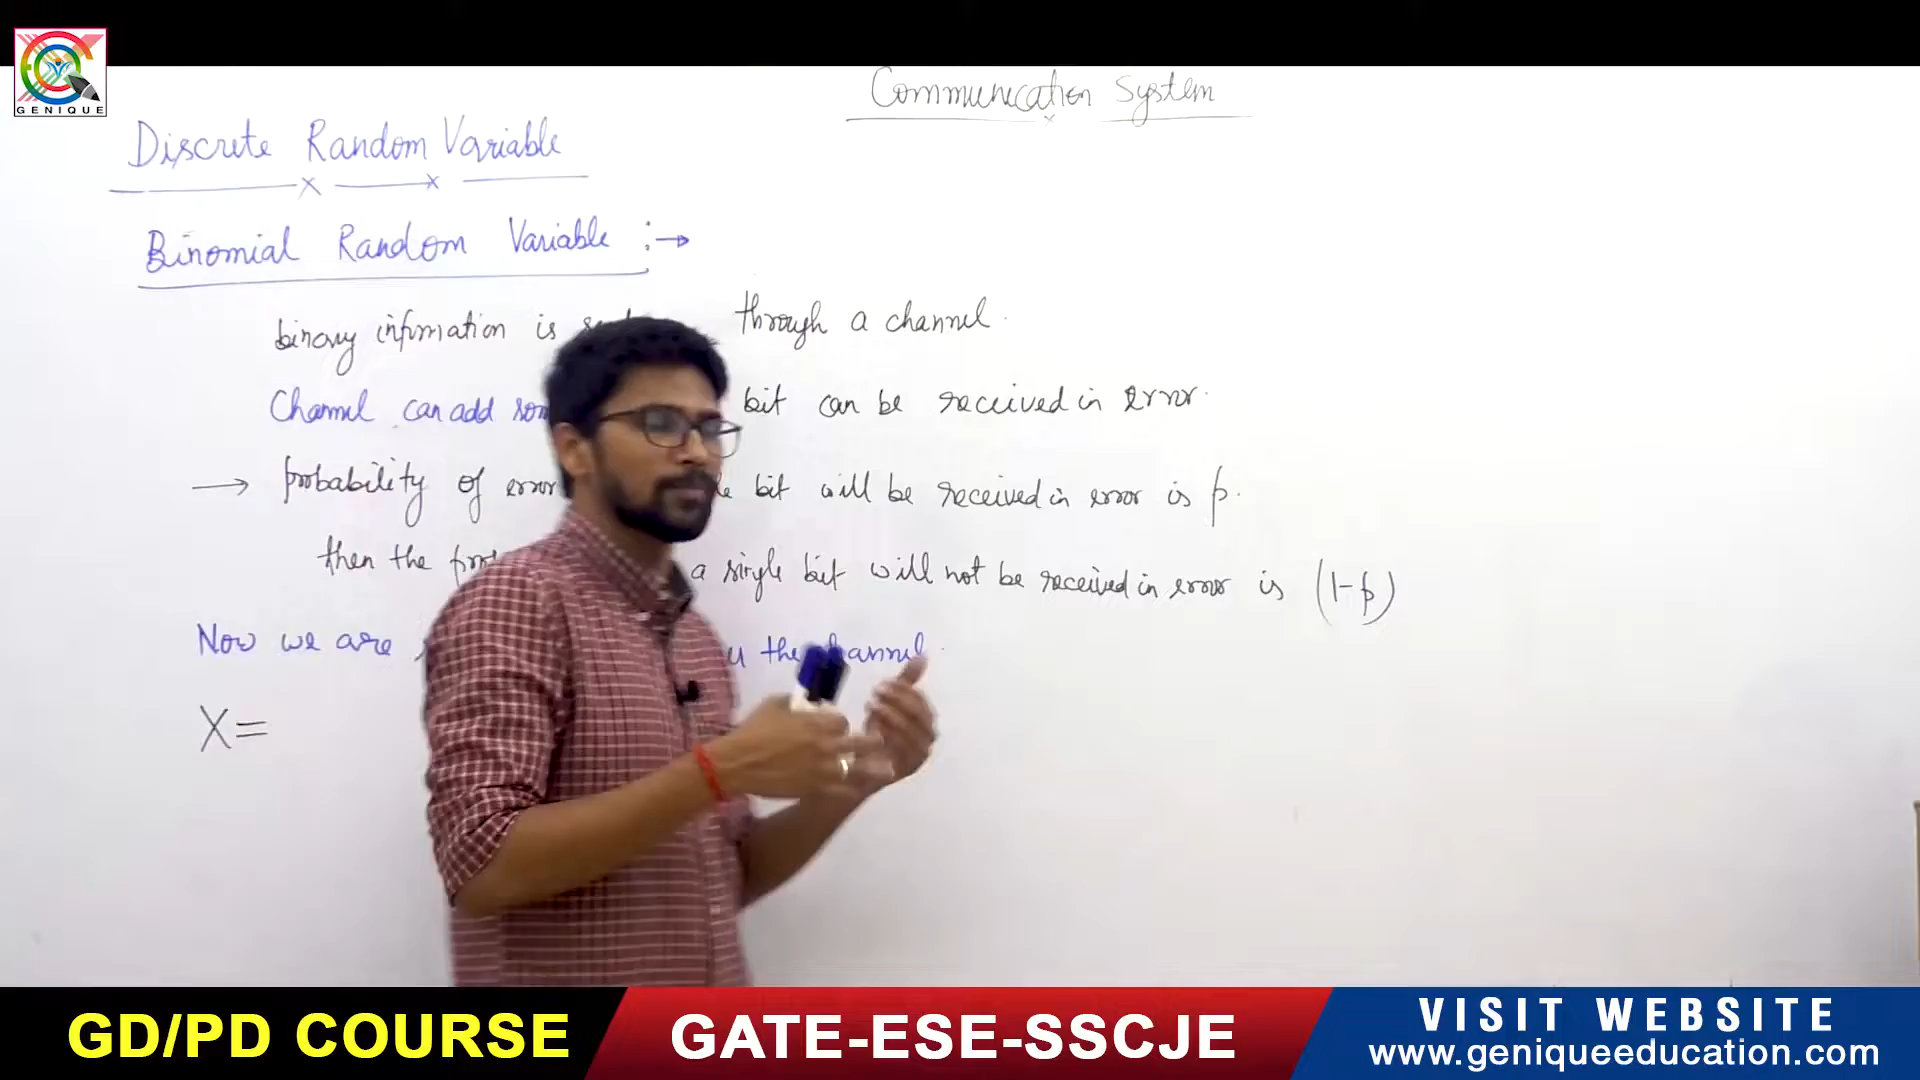 GENIQUE
Communication System
Discrete Random Variable
Binomial Random Variable :→
binary information is through a channel.
Channel can add bit can be received in error.
→ probability of error bit will be received in error is p.
then the a single bit will not be received in error is (1-p)
Now we are the channel.
X=
GD/PD COURSE
GATE-ESE-SSCJE
VISIT WEBSITE
www.geniqueeducation.com